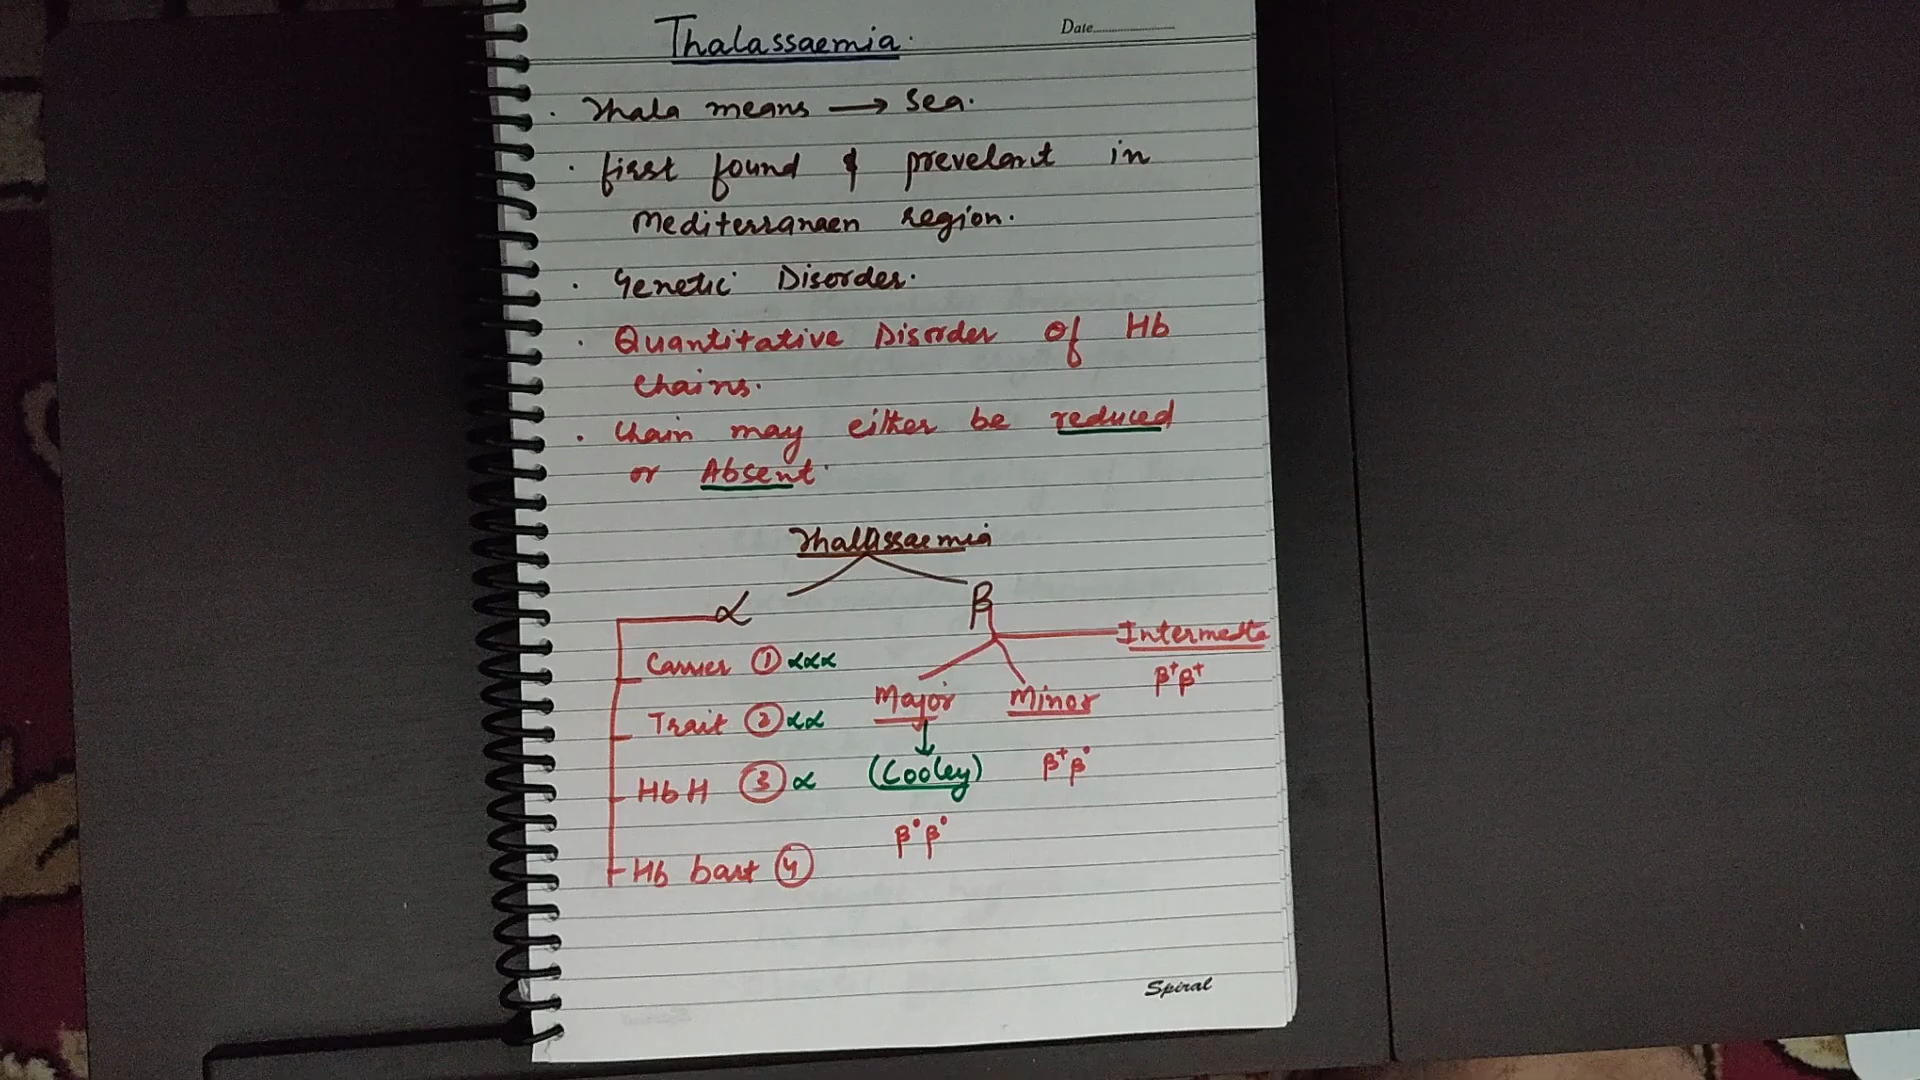 Thalassaemia.
Date
· Thala means → Sea.
· first found & prevelant in
Mediterranaen region.
· Genetic Disorder.
· Quantitative Disorder of Hb
chains.
· Chain may either be reduced
or Absent.
Thalassaemia
α β
Intermedte
Carrier ① ααα
β⁺β⁺
Major Minor
Trait ② αα
(Cooley) β⁺β°
HbH ③ α
β°β°
Hb bart ④
Spiral